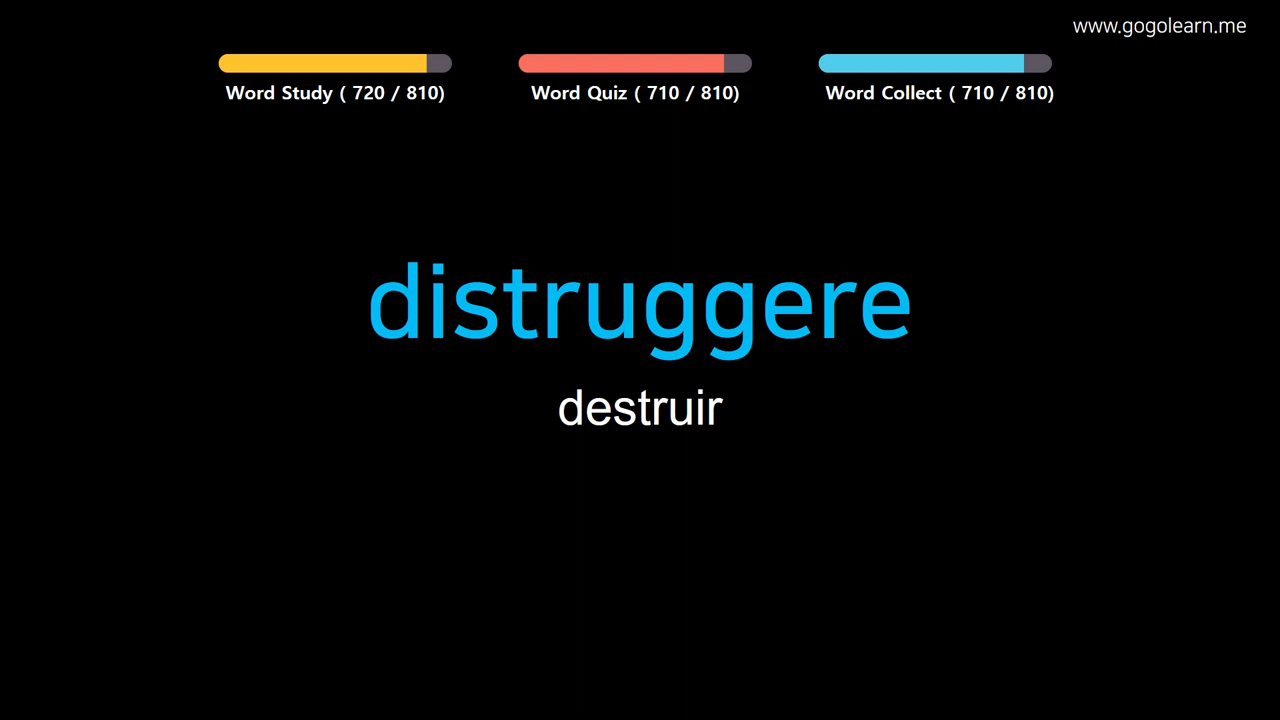 www.gogolearn.me
Word Study ( 720 / 810)
Word Quiz ( 710 / 810)
Word Collect ( 710 / 810)
distruggere
destruir